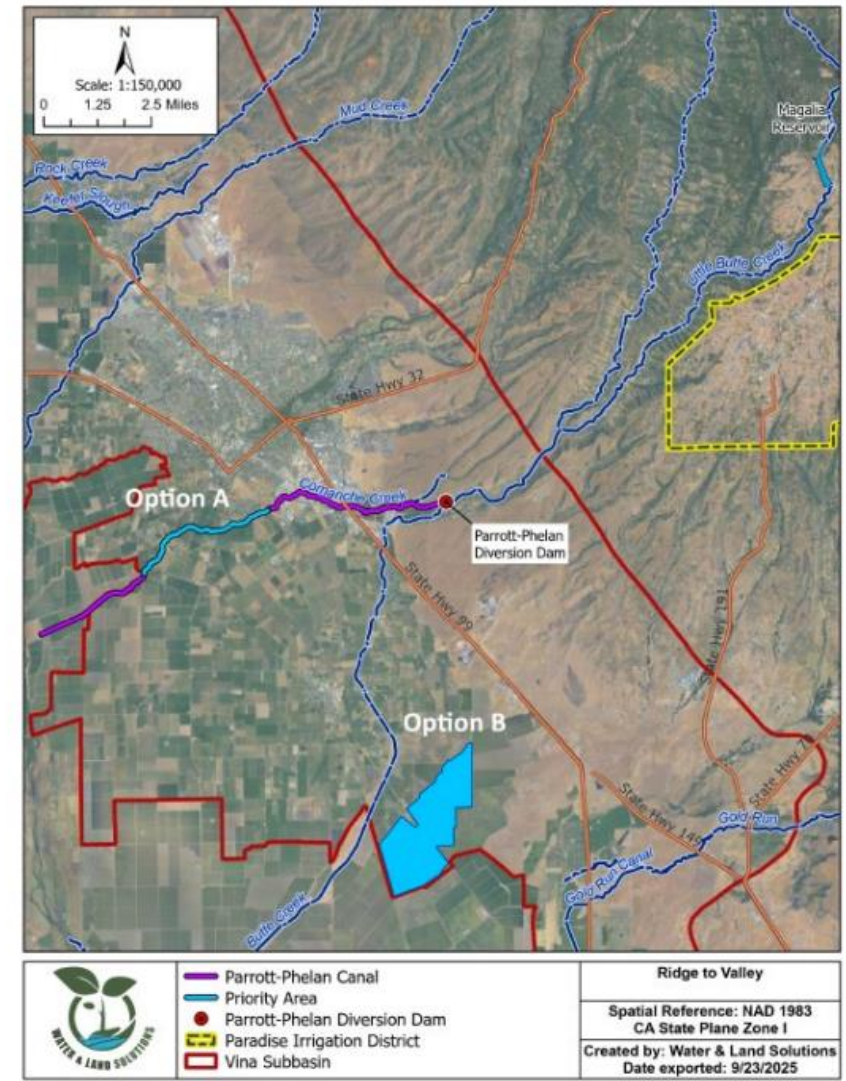 N
Scale: 1:150,000
0 1.25 2.5 Miles
Mud Creek
Magalia
Reservoir
Rock Creek
Keefer Slough
Little Butte Creek
State Hwy 32
Option A
Comanche Creek
Parrott-Phelan
Diversion Dam
State Hwy 99
State Hwy 191
Option B
State Hwy 70
State Hwy 149
Gold Run
Gold Run Canal
Butte Creek
WATER & LAND SOLUTIONS
Parrott-Phelan Canal
Priority Area
Parrott-Phelan Diversion Dam
Paradise Irrigation District
Vina Subbasin
Ridge to Valley
Spatial Reference: NAD 1983
CA State Plane Zone I
Created by: Water & Land Solutions
Date exported: 9/23/2025